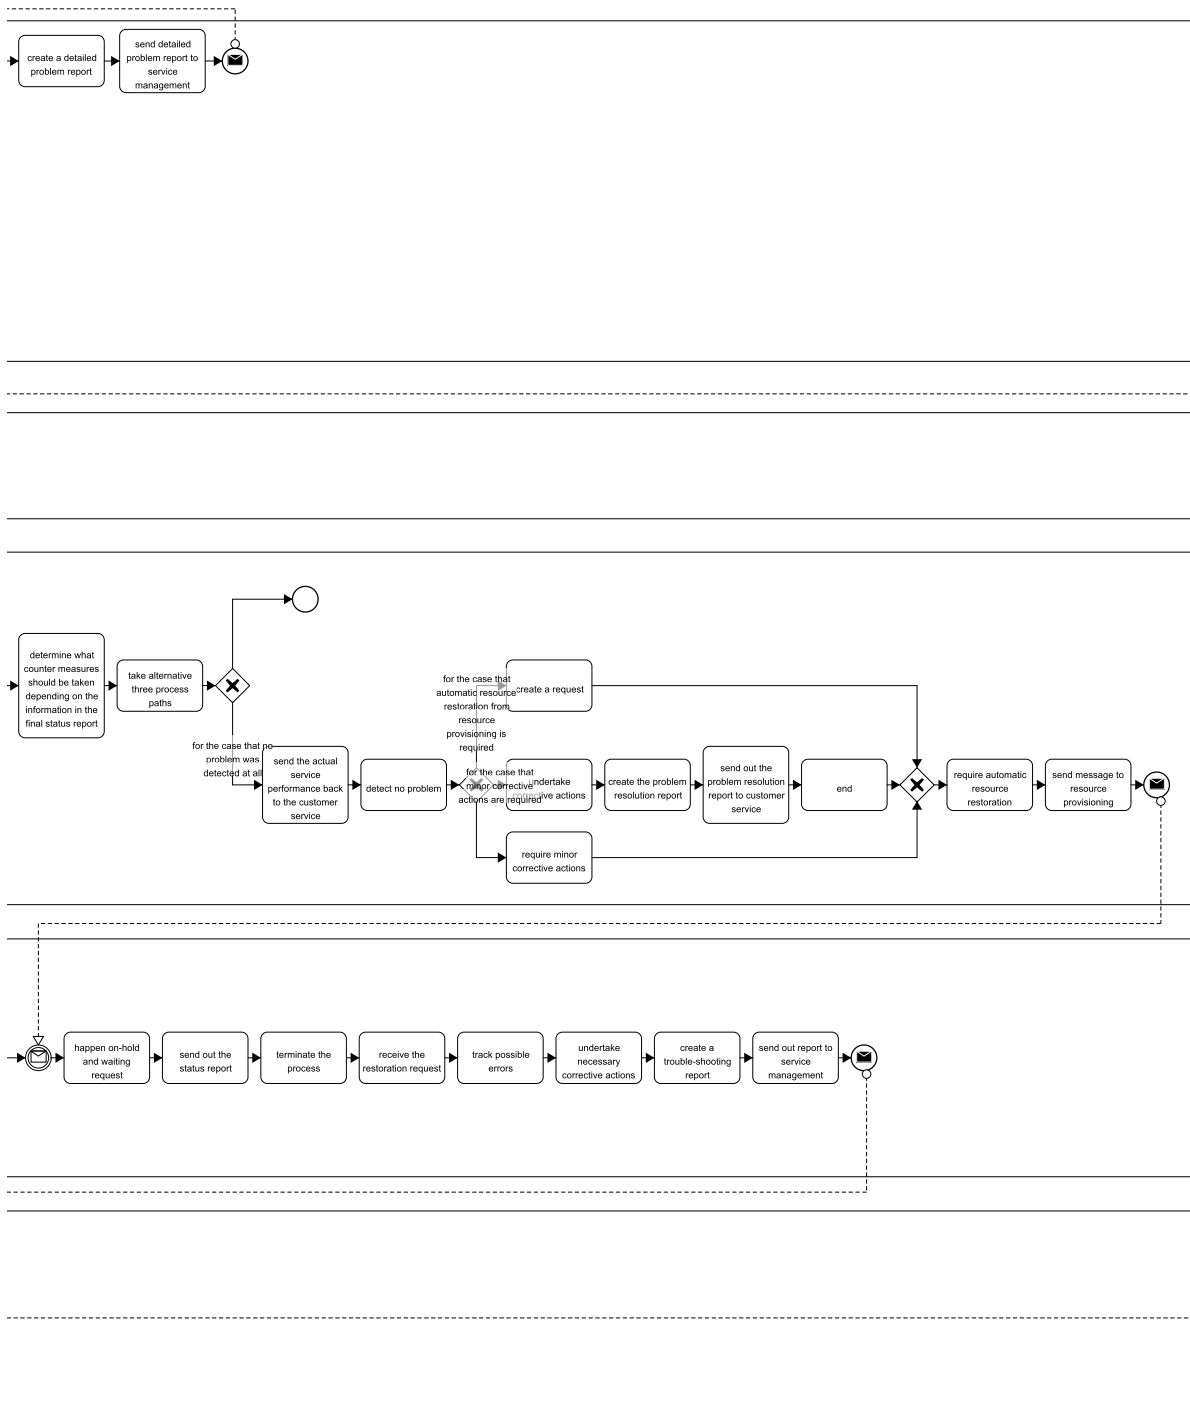 create a detailed
problem report
send detailed
problem report to
service
management
determine what
counter measures
should be taken
depending on the
information in the
final status report
take alternative
three process
paths
for the case that no
problem was
detected at all
send the actual
service
performance back
to the customer
service
detect no problem
for the case that
automatic resource
restoration from
resource
provisioning is
required
create a request
for the case that
minor corrective
actions are required
undertake
corrective actions
create the problem
resolution report
send out the
problem resolution
report to customer
service
end
require minor
corrective actions
require automatic
resource
restoration
send message to
resource
provisioning
happen on-hold
and waiting
request
send out the
status report
terminate the
process
receive the
restoration request
track possible
errors
undertake
necessary
corrective actions
create a
trouble-shooting
report
send out report to
service
management